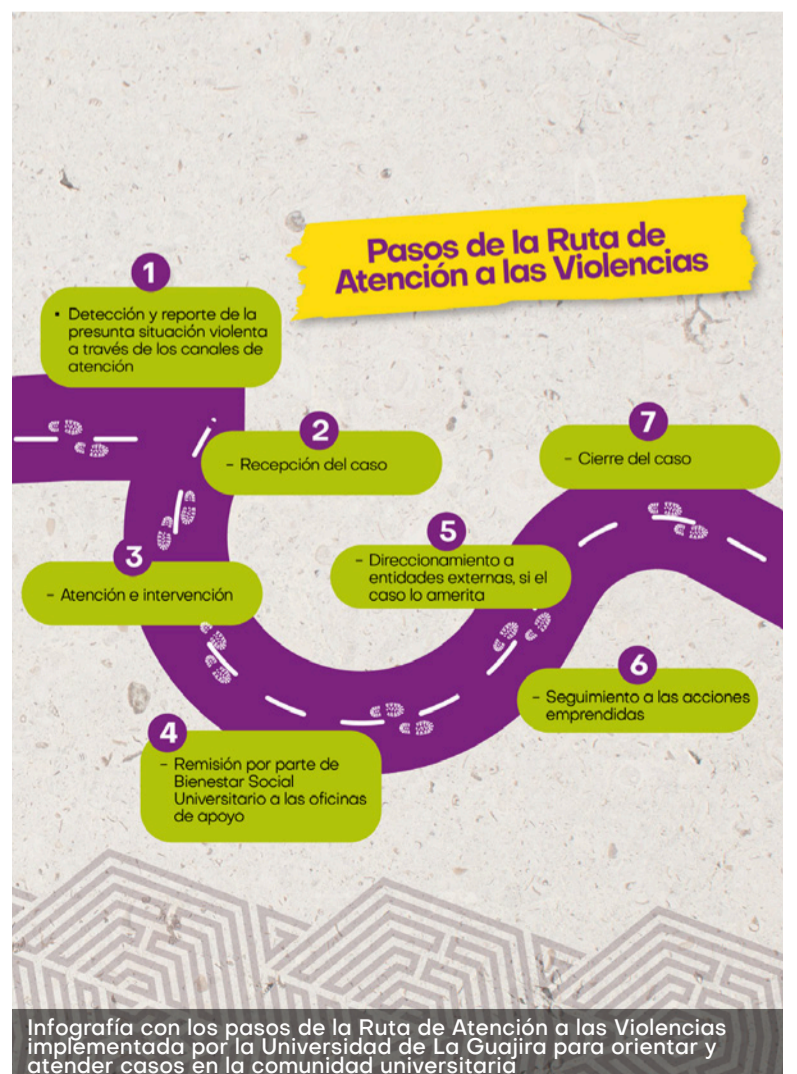 Pasos de la Ruta de
Atención a las Violencias
1
• Detección y reporte de la
presunta situación violenta
a través de los canales de
atención
2
– Recepción del caso
3
– Atención e intervención
4
– Remisión por parte de
Bienestar Social
Universitario a las oficinas
de apoyo
5
– Direccionamiento a
entidades externas, si el
caso lo amerita
6
– Seguimiento a las acciones
emprendidas
7
– Cierre del caso
Infografía con los pasos de la Ruta de Atención a las Violencias
implementada por la Universidad de La Guajira para orientar y
atender casos en la comunidad universitaria